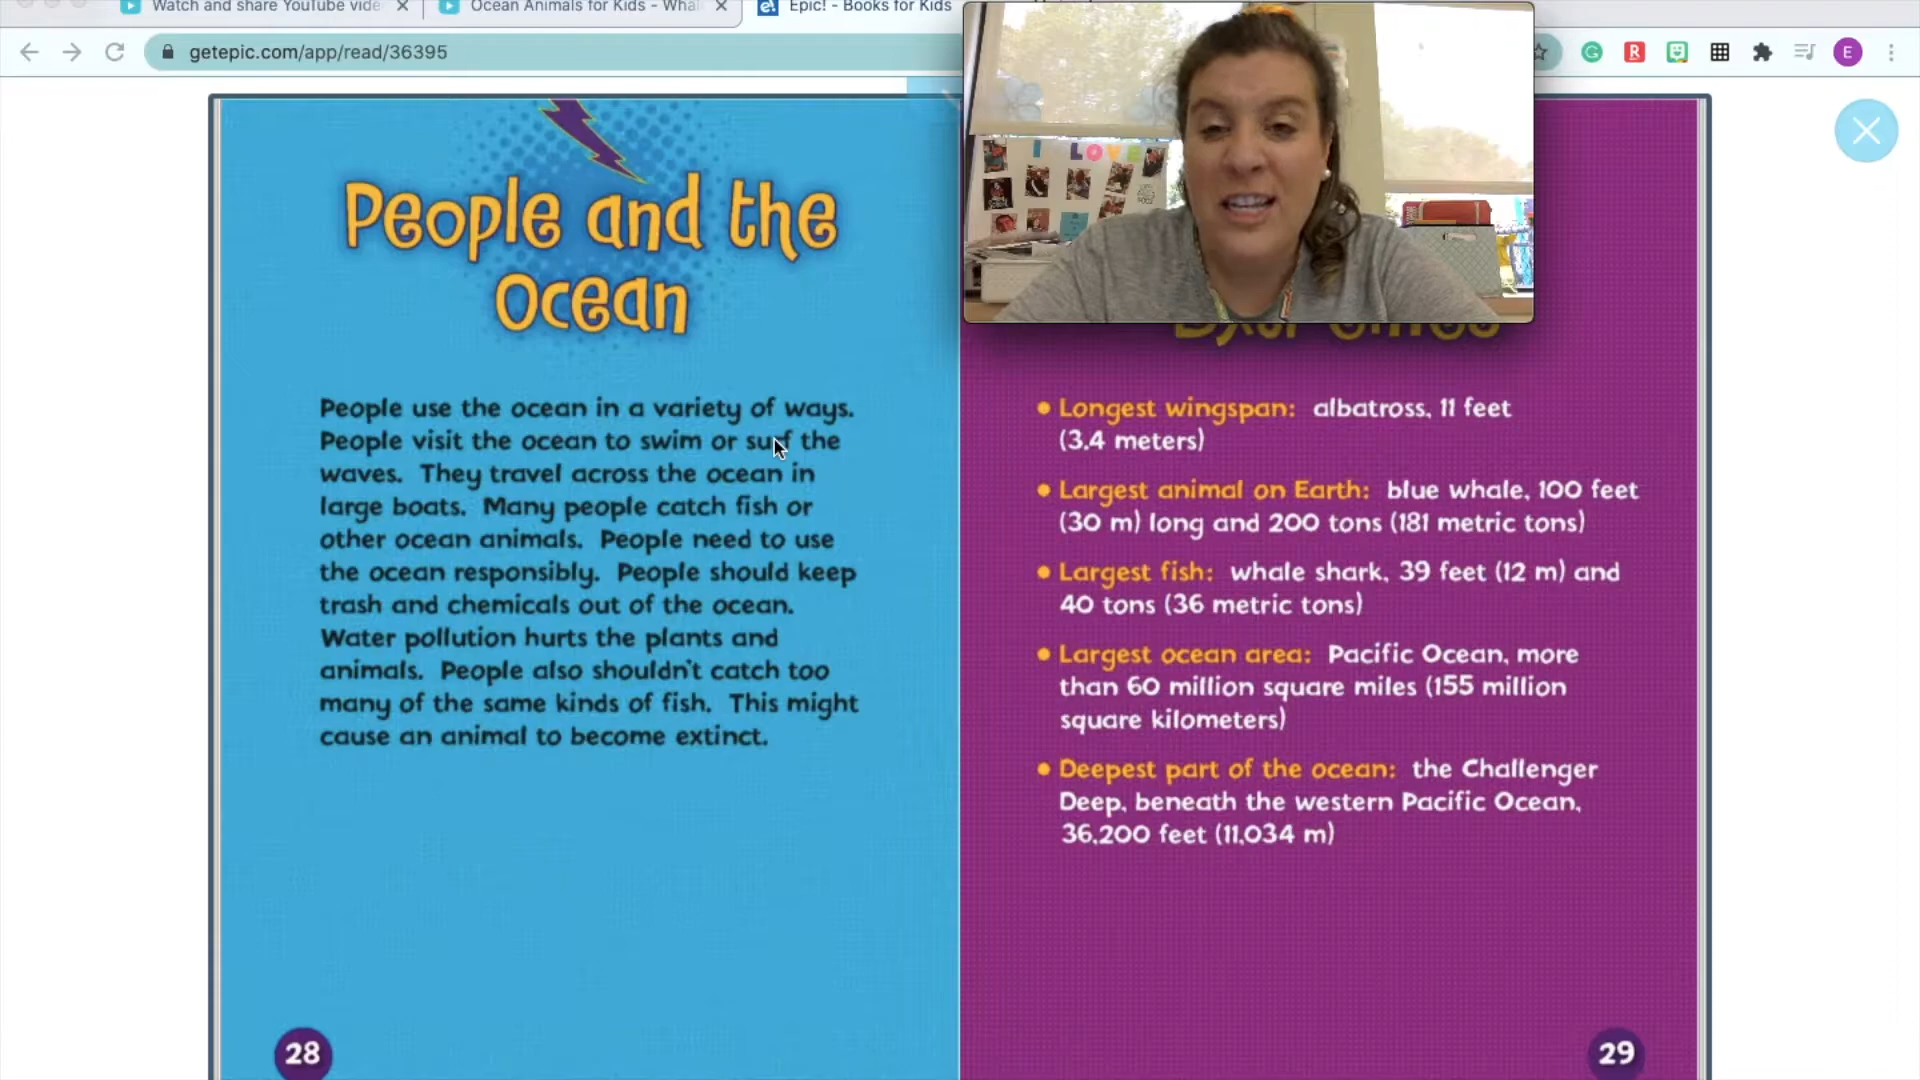 Watch and share YouTube vide
Ocean Animals for Kids - Whal
Epic! - Books for Kids
getepic.com/app/read/36395
E
I LOVE
People and the
Ocean
People use the ocean in a variety of ways.
People visit the ocean to swim or surf the
waves. They travel across the ocean in
large boats. Many people catch fish or
other ocean animals. People need to use
the ocean responsibly. People should keep
trash and chemicals out of the ocean.
Water pollution hurts the plants and
animals. People also shouldn't catch too
many of the same kinds of fish. This might
cause an animal to become extinct.
28
• Longest wingspan: albatross, 11 feet
(3.4 meters)
• Largest animal on Earth: blue whale, 100 feet
(30 m) long and 200 tons (181 metric tons)
• Largest fish: whale shark, 39 feet (12 m) and
40 tons (36 metric tons)
• Largest ocean area: Pacific Ocean, more
than 60 million square miles (155 million
square kilometers)
• Deepest part of the ocean: the Challenger
Deep, beneath the western Pacific Ocean,
36,200 feet (11,034 m)
29